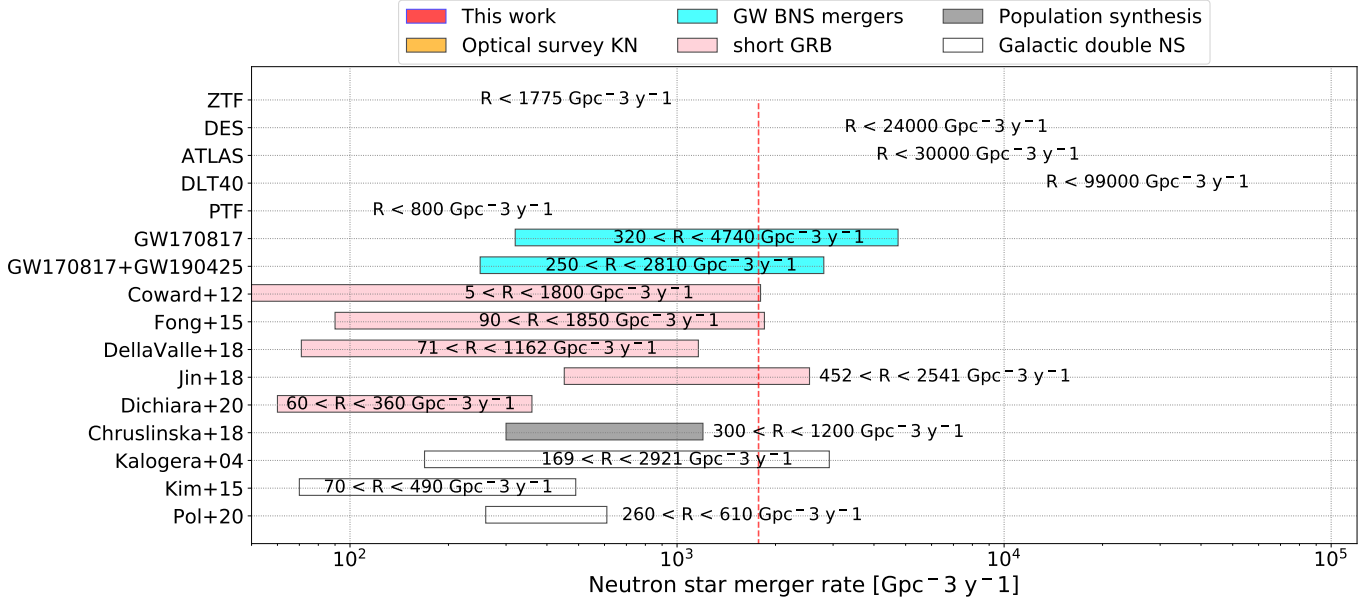 This work
GW BNS mergers
Population synthesis
Optical survey KN
short GRB
Galactic double NS
ZTF
R < 1775 Gpc−3 y−1
DES
R < 24000 Gpc−3 y−1
ATLAS
R < 30000 Gpc−3 y−1
DLT40
R < 99000 Gpc−3 y−1
PTF
R < 800 Gpc−3 y−1
GW170817
320 < R < 4740 Gpc−3 y−1
GW170817+GW190425
250 < R < 2810 Gpc−3 y−1
Coward+12
5 < R < 1800 Gpc−3 y−1
Fong+15
90 < R < 1850 Gpc−3 y−1
DellaValle+18
71 < R < 1162 Gpc−3 y−1
Jin+18
452 < R < 2541 Gpc−3 y−1
Dichiara+20
60 < R < 360 Gpc−3 y−1
Chruslinska+18
300 < R < 1200 Gpc−3 y−1
Kalogera+04
169 < R < 2921 Gpc−3 y−1
Kim+15
70 < R < 490 Gpc−3 y−1
Pol+20
260 < R < 610 Gpc−3 y−1
10² 10³ 10⁴ 10⁵
Neutron star merger rate [Gpc−3 y−1]